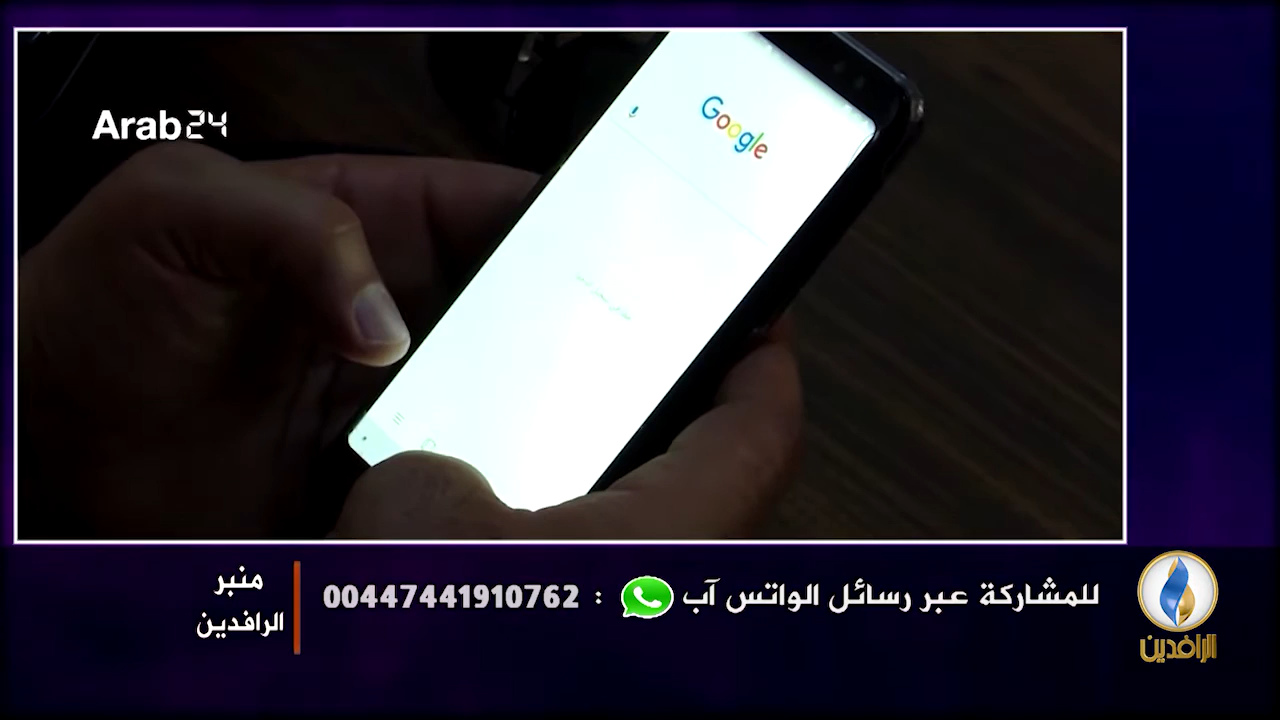 Arab24
Google
للمشاركة عبر رسائل الواتس آب : 00447441910762
منبر
الرافدين
الرافدين